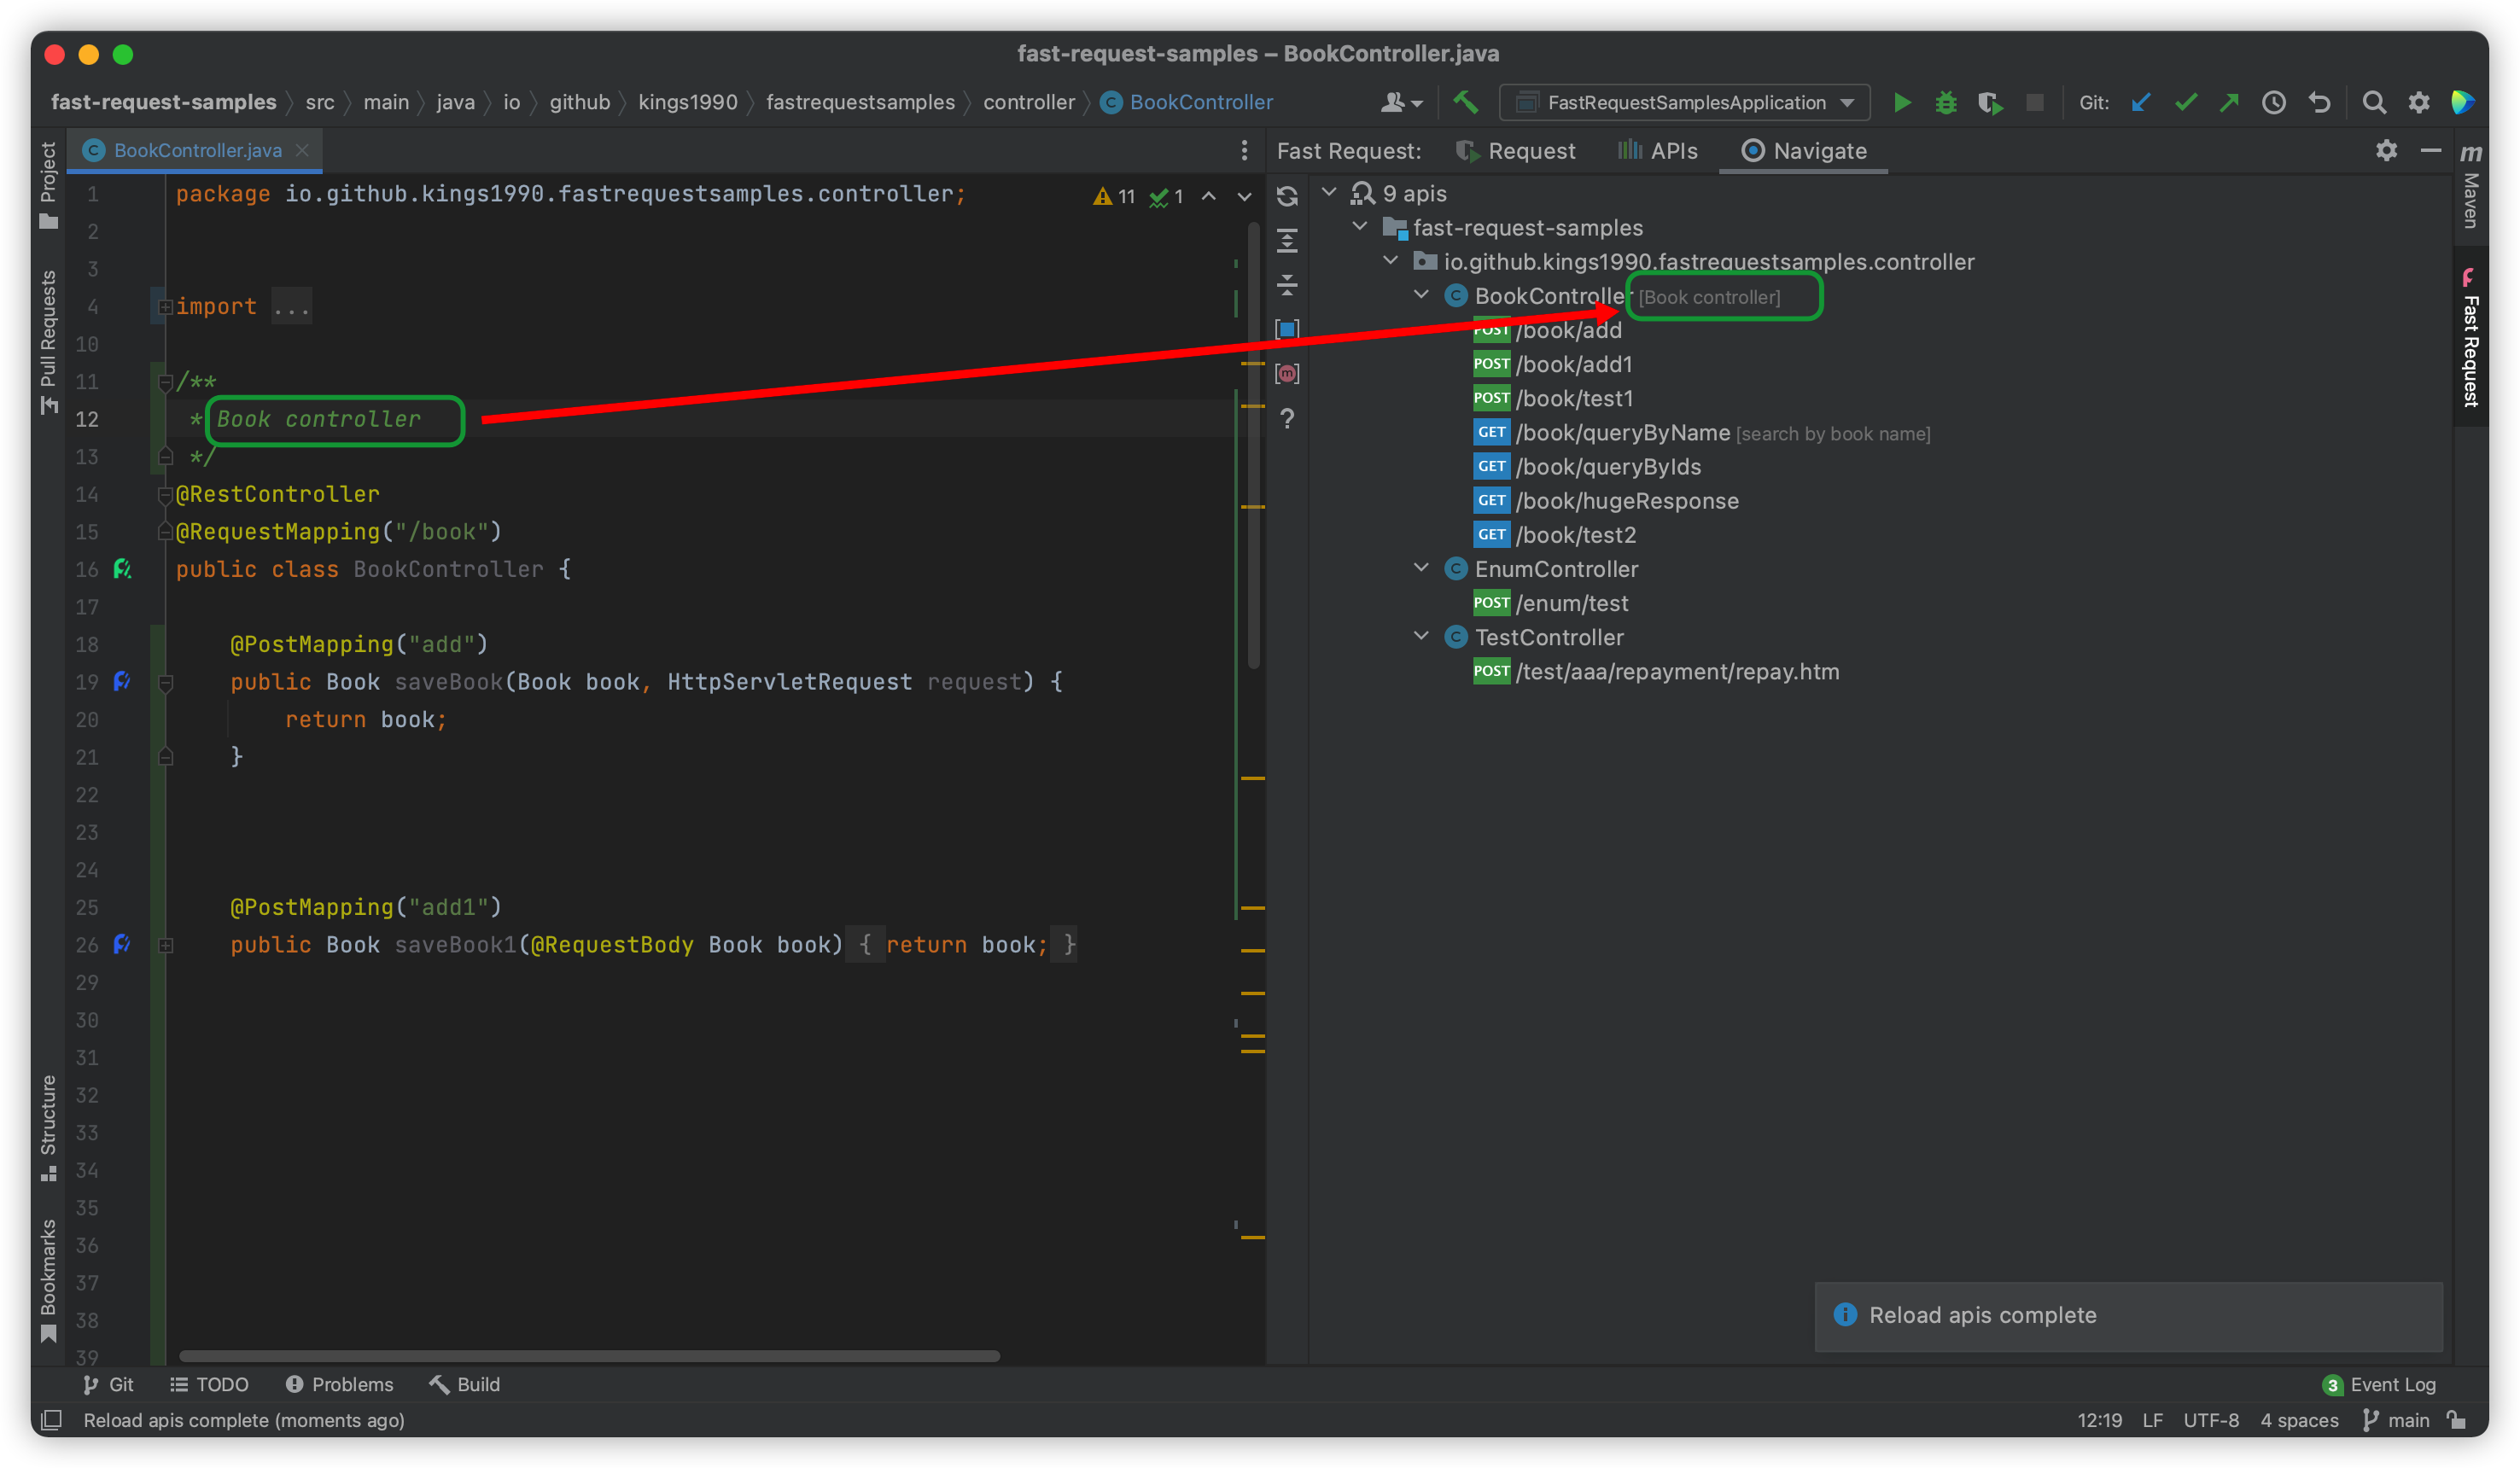 fast-request-samples – BookController.java
fast-request-samples src main java io github kings1990 fastrequestsamples controller BookController
FastRequestSamplesApplication
Git:
Project
Pull Requests
Structure
Bookmarks
BookController.java
11 1
1 package io.github.kings1990.fastrequestsamples.controller;
2
3
4 import ...
10
11 /**
12 * Book controller
13 */
14 @RestController
15 @RequestMapping("/book")
16 public class BookController {
17
18 @PostMapping("add")
19 public Book saveBook(Book book, HttpServletRequest request) {
20 return book;
21 }
22
23
24
25 @PostMapping("add1")
26 public Book saveBook1(@RequestBody Book book) { return book; }
29
30
31
32
33
34
35
36
37
38
39
Fast Request: Request APIs Navigate
9 apis
fast-request-samples
io.github.kings1990.fastrequestsamples.controller
BookController [Book controller]
POST /book/add
POST /book/add1
POST /book/test1
GET /book/queryByName [search by book name]
GET /book/queryByIds
GET /book/hugeResponse
GET /book/test2
EnumController
POST /enum/test
TestController
POST /test/aaa/repayment/repay.htm
m Maven
Fast Request
Reload apis complete
Git TODO Problems Build
3 Event Log
Reload apis complete (moments ago)
12:19 LF UTF-8 4 spaces main